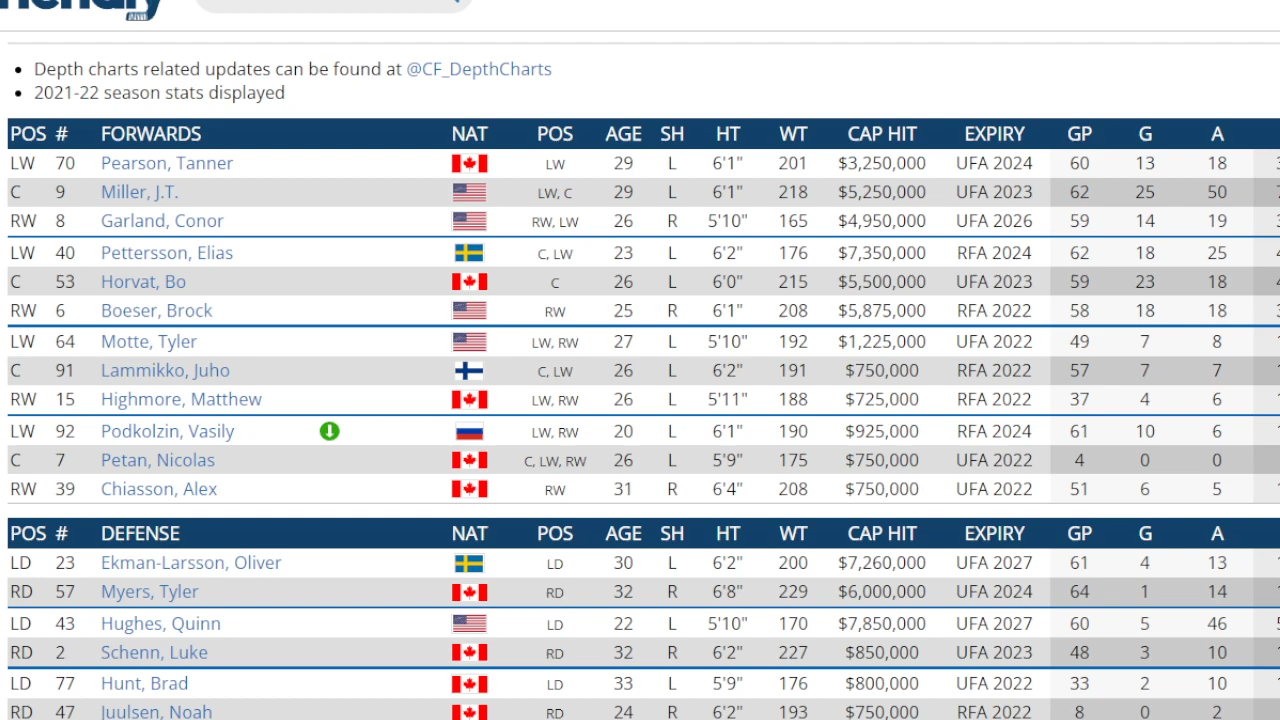 Depth charts related updates can be found at @CF_DepthCharts
2021-22 season stats displayed
POS # FORWARDS NAT POS AGE SH HT WT CAP HIT EXPIRY GP G A
LW 70 Pearson, Tanner LW 29 L 6'1" 201 $3,250,000 UFA 2024 60 13 18
C 9 Miller, J.T. LW, C 29 L 6'1" 218 $5,250,000 UFA 2023 62 25 50
RW 8 Garland, Conor RW, LW 26 R 5'10" 165 $4,950,000 UFA 2026 59 14 19
LW 40 Pettersson, Elias C, LW 23 L 6'2" 176 $7,350,000 RFA 2024 62 18 25
C 53 Horvat, Bo C 26 L 6'0" 215 $5,500,000 UFA 2023 59 23 18
RW 6 Boeser, Brock RW 25 R 6'1" 208 $5,875,000 RFA 2022 58 18 18
LW 64 Motte, Tyler LW, RW 27 L 5'10" 192 $1,225,000 UFA 2022 49 7 8
C 91 Lammikko, Juho C, LW 26 L 6'2" 191 $750,000 RFA 2022 57 7 7
RW 15 Highmore, Matthew LW, RW 26 L 5'11" 188 $725,000 RFA 2022 37 4 6
LW 92 Podkolzin, Vasily LW, RW 20 L 6'1" 190 $925,000 RFA 2024 61 10 6
C 7 Petan, Nicolas C, LW, RW 26 L 5'9" 175 $750,000 UFA 2022 4 0 0
RW 39 Chiasson, Alex RW 31 R 6'4" 208 $750,000 UFA 2022 51 6 5
POS # DEFENSE NAT POS AGE SH HT WT CAP HIT EXPIRY GP G A
LD 23 Ekman-Larsson, Oliver LD 30 L 6'2" 200 $7,260,000 UFA 2027 61 4 13
RD 57 Myers, Tyler RD 32 R 6'8" 229 $6,000,000 UFA 2024 64 1 14
LD 43 Hughes, Quinn LD 22 L 5'10" 170 $7,850,000 UFA 2027 60 5 46
RD 2 Schenn, Luke RD 32 R 6'2" 227 $850,000 UFA 2023 48 3 10
LD 77 Hunt, Brad LD 33 L 5'9" 176 $800,000 UFA 2022 33 2 10
RD 47 Juulsen, Noah RD 24 R 6'2" 193 $750,000 RFA 2022 8 0 2